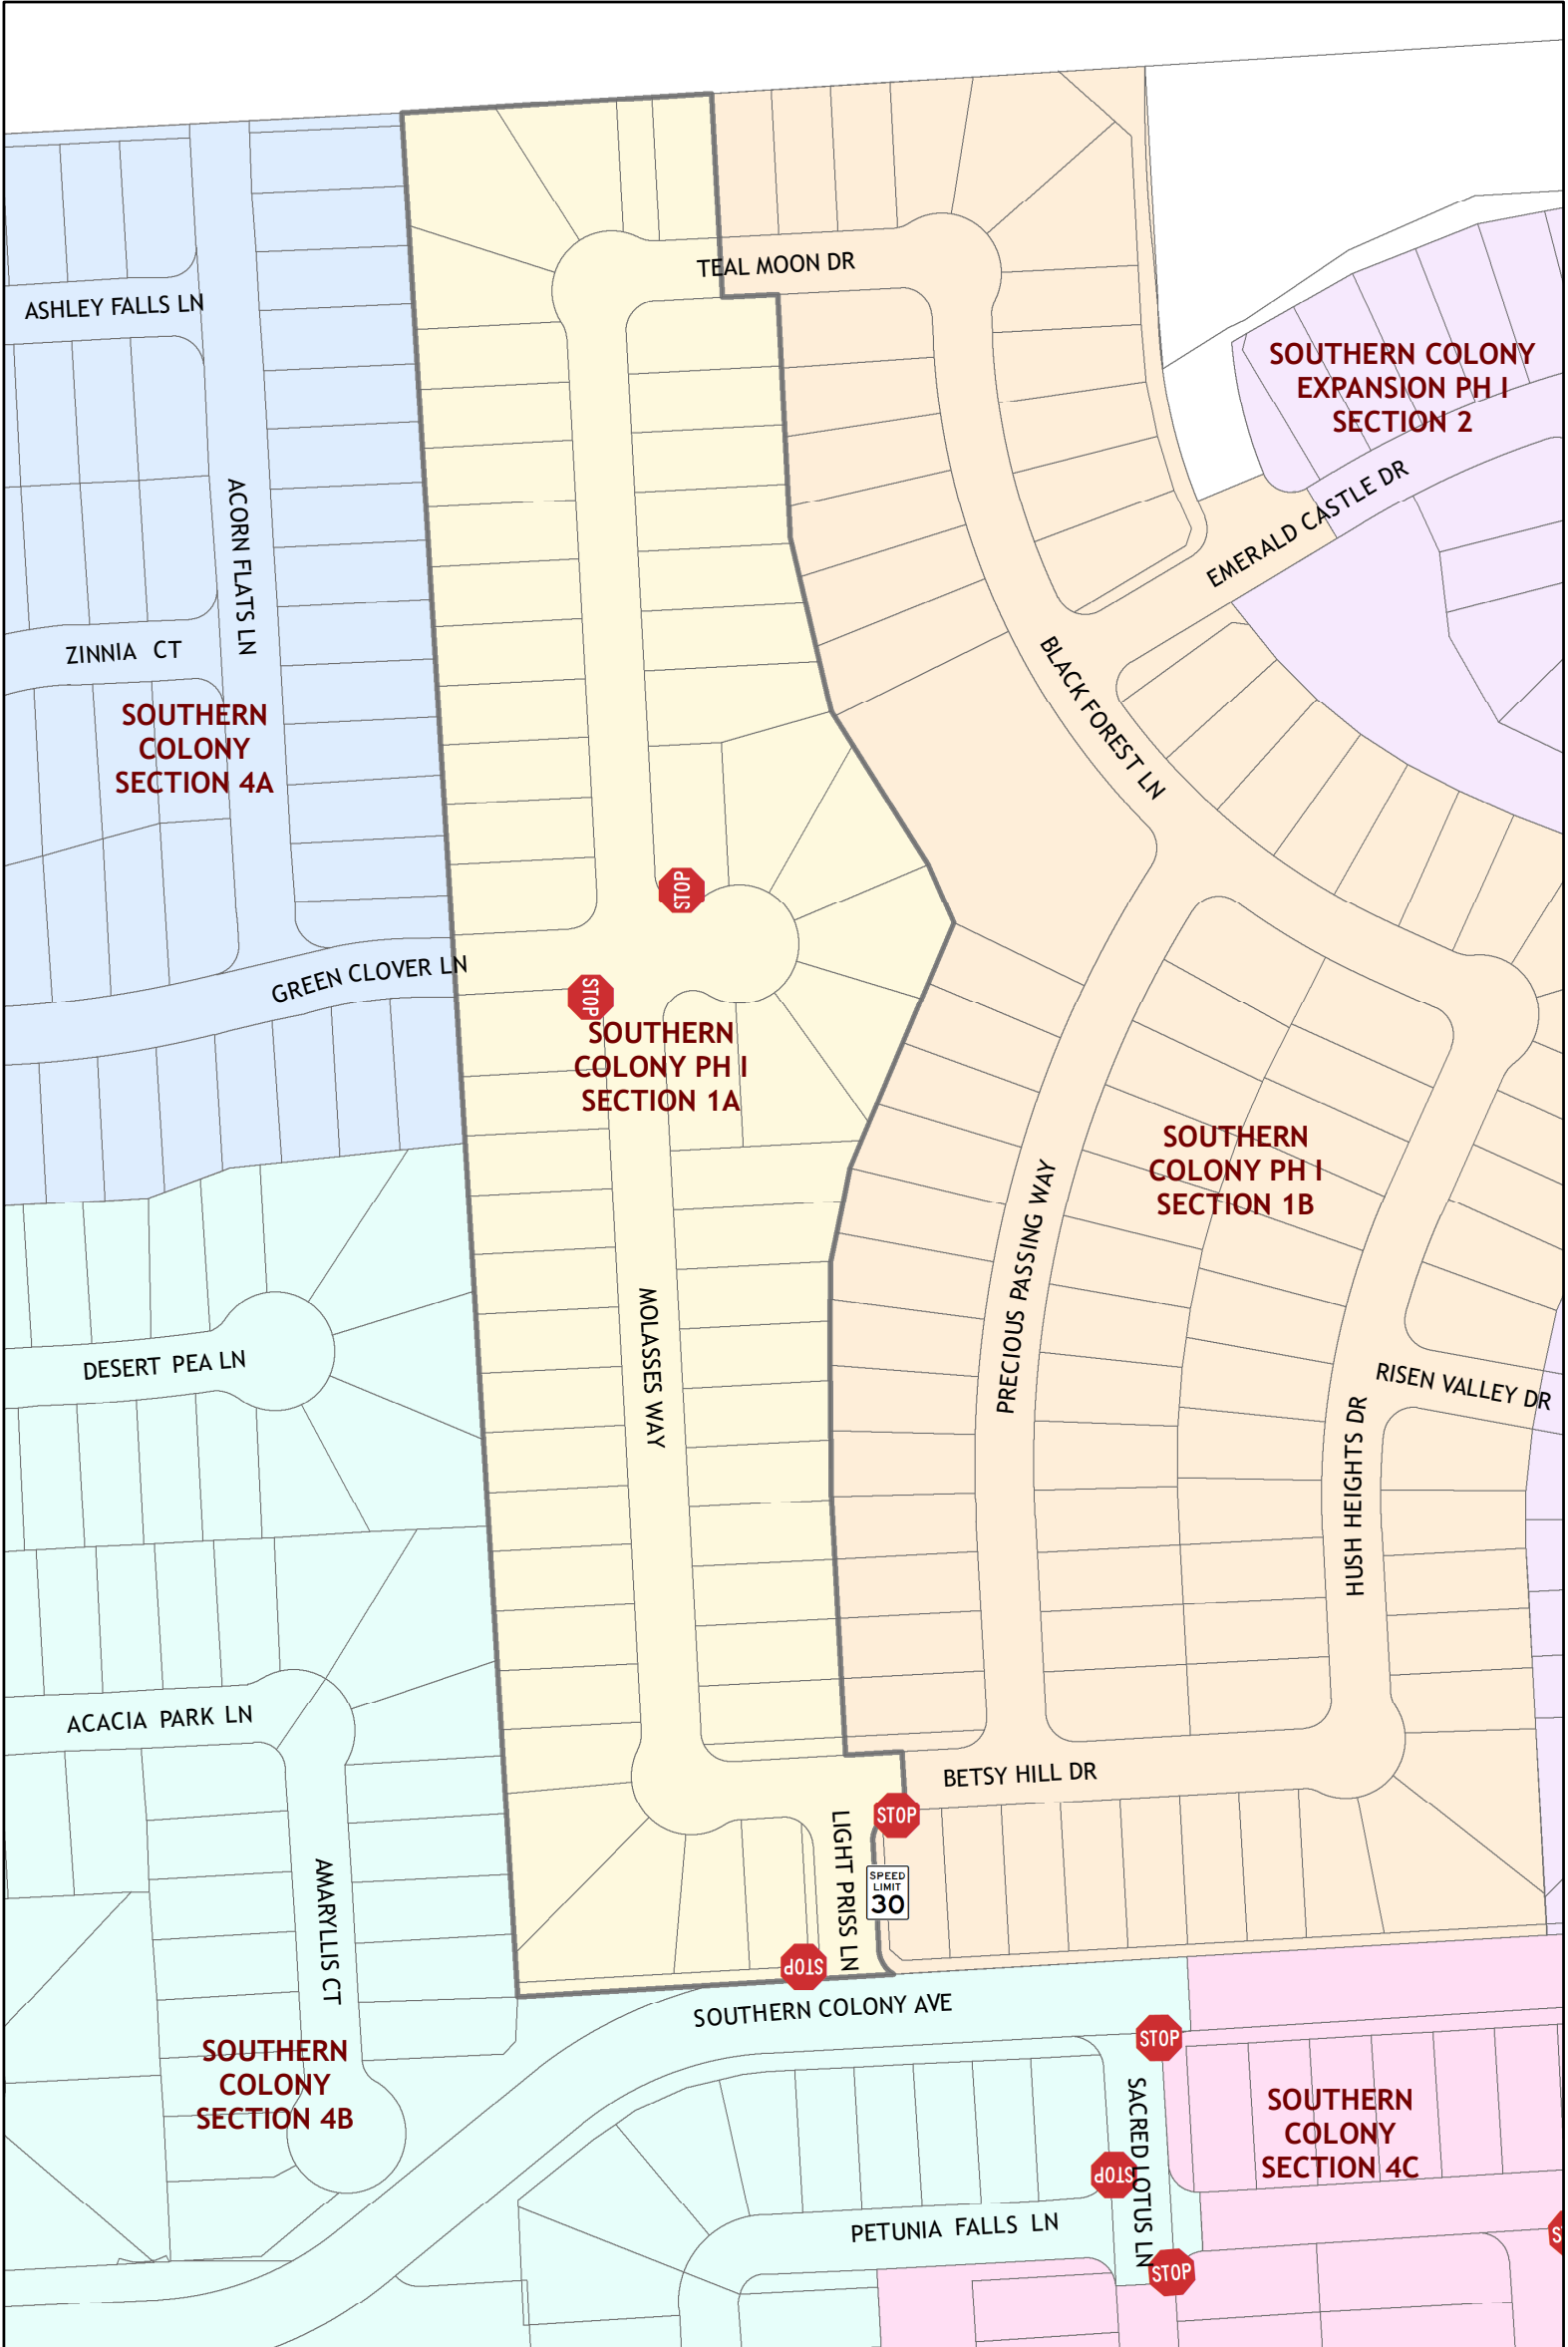 TEAL MOON DR
ASHLEY FALLS LN
SOUTHERN COLONY
EXPANSION PH I
SECTION 2
EMERALD CASTLE DR
ACORN FLATS LN
ZINNIA CT
BLACK FOREST LN
SOUTHERN
COLONY
SECTION 4A
STOP
GREEN CLOVER LN
STOP
SOUTHERN
COLONY PH I
SECTION 1A
SOUTHERN
COLONY PH I
SECTION 1B
PRECIOUS PASSING WAY
MOLASSES WAY
DESERT PEA LN
RISEN VALLEY DR
HUSH HEIGHTS DR
ACACIA PARK LN
BETSY HILL DR
STOP
LIGHT PRISS LN
SPEED
LIMIT
30
AMARYLLIS CT
STOP
SOUTHERN COLONY AVE
STOP
SOUTHERN
COLONY
SECTION 4B
SACRED LOTUS LN
SOUTHERN
COLONY
SECTION 4C
STOP
PETUNIA FALLS LN
STOP